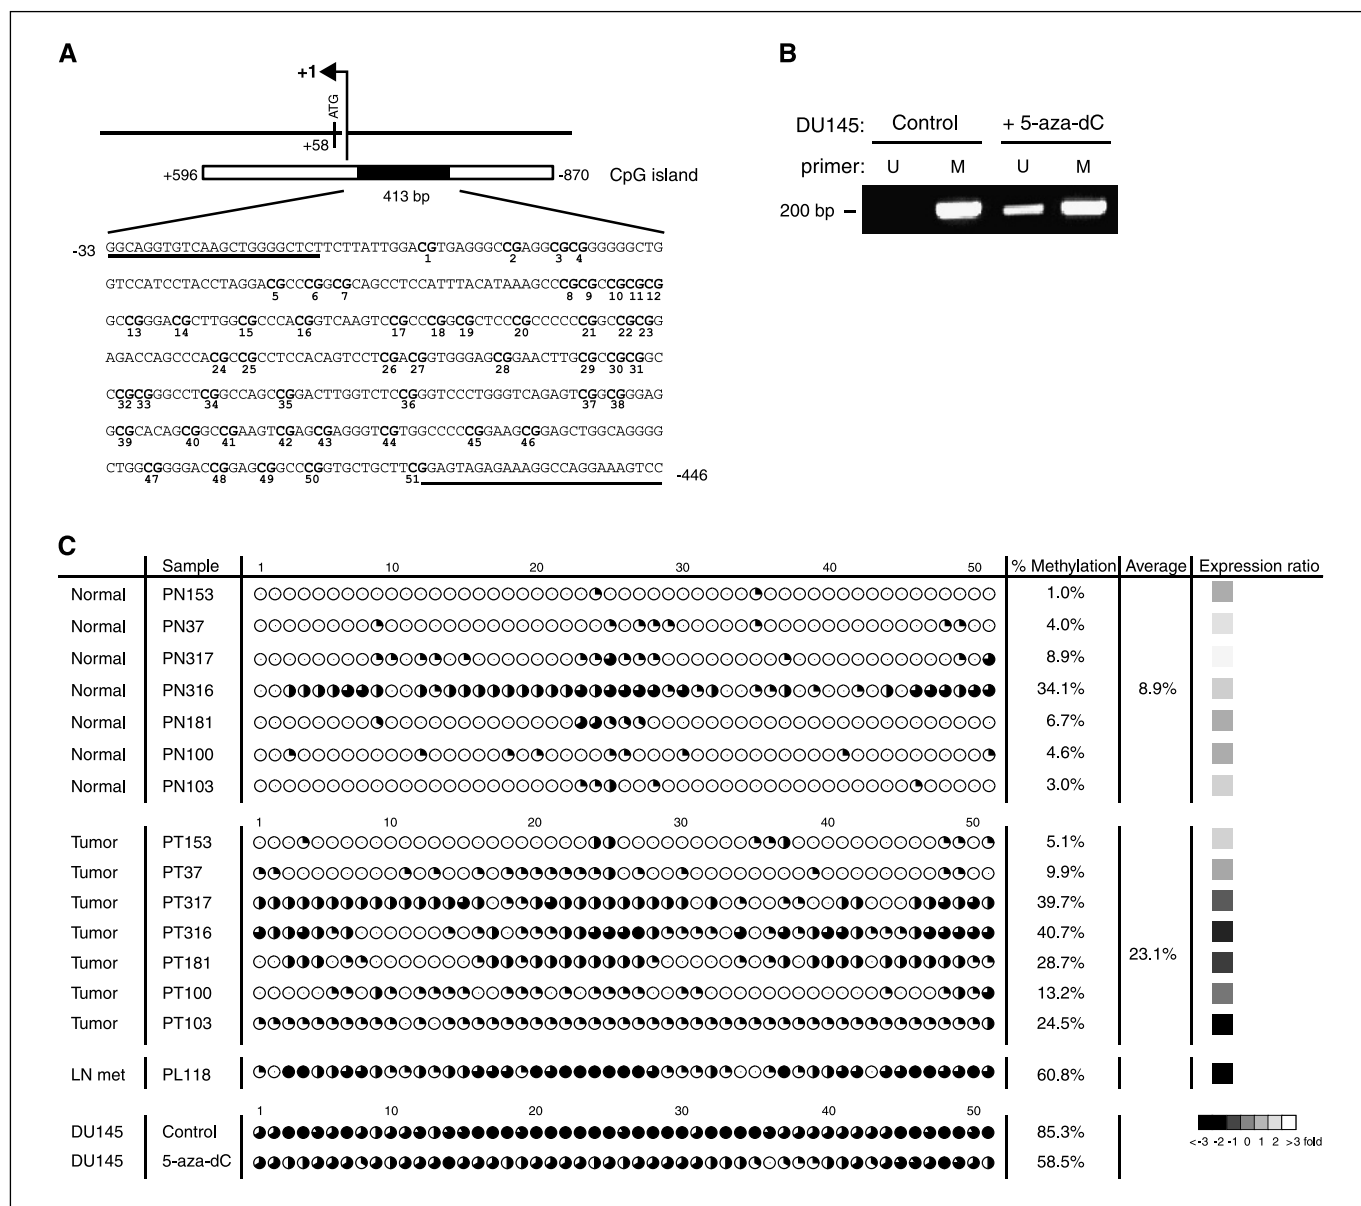 A
+1
ATG
+58
+596
-870 CpG island
413 bp
-33 GGCAGGTGTCAAGCTGGGGCTCTTCTTATTGGACGTGAGGGCCGAGGCGCGGGGGGCTG
1 2 3 4
GTCCATCCTACCTAGGACGCCCGGCGCAGCCTCCATTTACATAAAGCCCGCGCCGCGCG
5 6 7 8 9 10 11 12
GCCGGGACGCTTGGCGCCCACGGTCAAGTCCGCCCGGCGCTCCCGCCCCCCGGCCGCGG
13 14 15 16 17 18 19 20 21 22 23
AGACCAGCCCACGCCGCCTCCACAGTCCTCGACGGTGGGAGCGGAACTTGCGCCGCGGC
24 25 26 27 28 29 30 31
CCGCGGGCCTCGGCCAGCCGGACTTGGTCTCCGGGTCCCTGGGTCAGAGTCGGCGGGAG
32 33 34 35 36 37 38
GCGCACAGCGGCCGAAGTCGAGCGAGGGTCGTGGCCCCCGGAAGCGGAGCTGGCAGGGG
39 40 41 42 43 44 45 46
CTGGCGGGGACCGGAGCGGCCCGGTGCTGCTTCGGAGTAGAGAAAGGCCAGGAAAGTCC
47 48 49 50 51 -446
B
DU145: Control + 5-aza-dC
primer: U M U M
200 bp
C
Sample 1 10 20 30 40 50 % Methylation Average Expression ratio
Normal PN153 1.0%
Normal PN37 4.0%
Normal PN317 8.9%
Normal PN316 34.1% 8.9%
Normal PN181 6.7%
Normal PN100 4.6%
Normal PN103 3.0%
1 10 20 30 40 50
Tumor PT153 5.1%
Tumor PT37 9.9%
Tumor PT317 39.7%
Tumor PT316 40.7%
23.1%
Tumor PT181 28.7%
Tumor PT100 13.2%
Tumor PT103 24.5%
LN met PL118 60.8%
1 10 20 30 40 50
DU145 Control 85.3%
DU145 5-aza-dC 58.5%
<-3 -2 -1 0 1 2 >3 fold